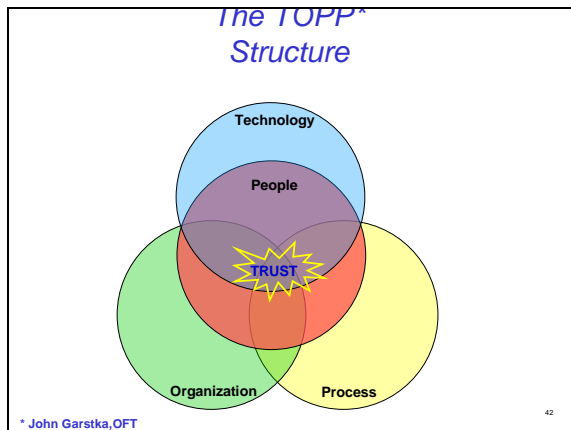 The TOPP*
Structure
Technology
People
TRUST
Organization
Process
* John Garstka,OFT
42